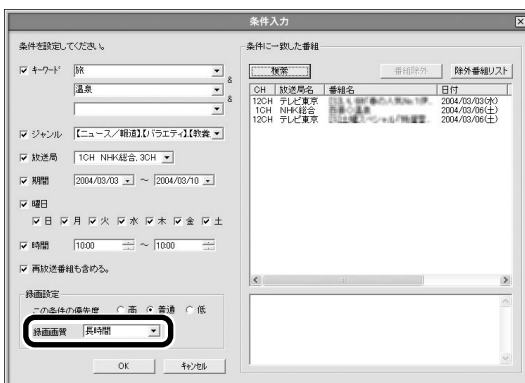 条件入力
条件を設定してください。
キーワード 旅
&
温泉
&
ジャンル 【ニュース／報道】【バラエティ】【教養
放送局 1CH NHK総合、3CH
期間 2004/03/03 ～ 2004/03/10
曜日
日 月 火 水 木 金 土
時間 10:00 ～ 10:00
再放送番組も含める。
録画設定
この条件の優先度 高 普通 低
録画画質 長時間
OK キャンセル
条件に一致した番組
検索 番組除外 除外番組リスト
CH 放送局名 番組名 日付
12CH テレビ東京 2004/03/03(水)
1CH NHK総合 2004/03/06(土)
12CH テレビ東京 2004/03/06(土)